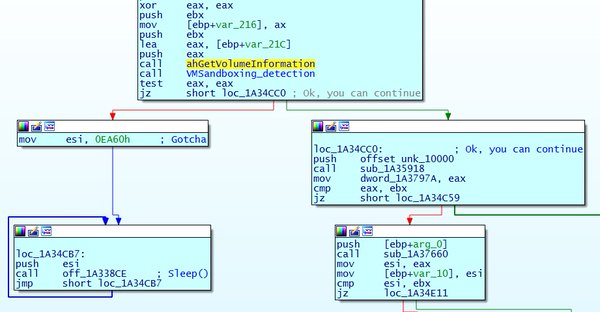 xor eax, eax
push ebx
mov [ebp+var_216], ax
push ebx
lea eax, [ebp+var_21C]
push eax
call ahGetVolumeInformation
call VMSandboxing_detection
test eax, eax
jz short loc_1A34CC0 ; Ok, you can continue
mov esi, 0EA60h ; Gotcha
loc_1A34CB7:
push esi
call off_1A338CE ; Sleep()
jmp short loc_1A34CB7
loc_1A34CC0: ; Ok, you can continue
push offset unk_10000
call sub_1A35918
mov dword_1A3797A, eax
cmp eax, ebx
jz short loc_1A34C59
push [ebp+arg_0]
call sub_1A37660
mov esi, eax
mov [ebp+var_10], esi
cmp esi, ebx
jz loc_1A34E11